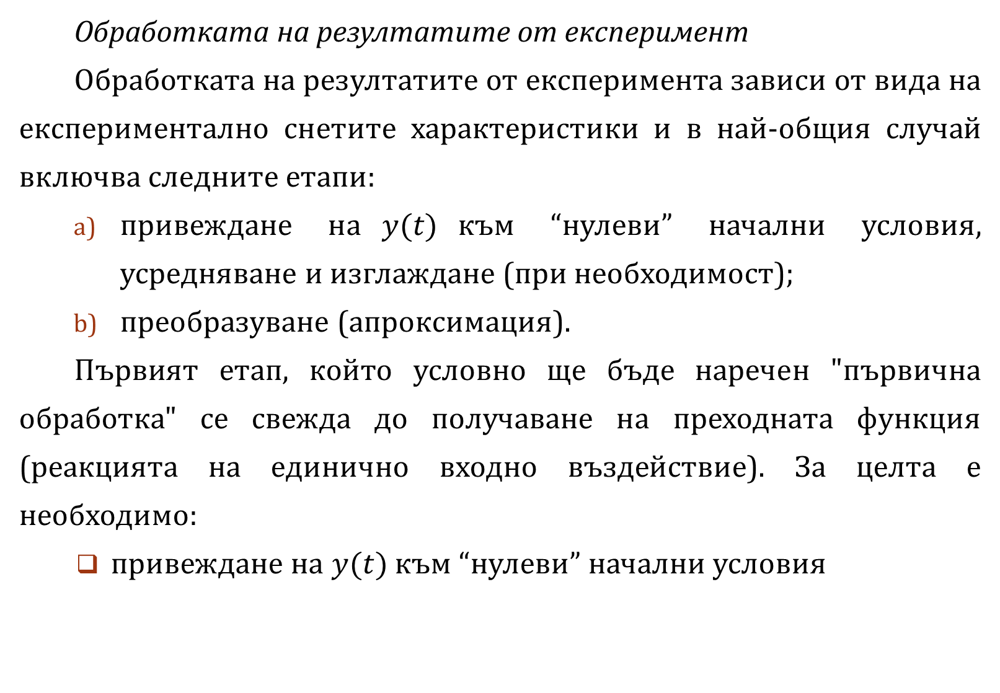 Обработката на резултатите от експеримент
Обработката на резултатите от експеримента зависи от вида на
експериментално снетите характеристики и в най-общия случай
включва следните етапи:
a) привеждане на y(t) към “нулеви” начални условия,
усредняване и изглаждане (при необходимост);
b) преобразуване (апроксимация).
Първият етап, който условно ще бъде наречен "първична
обработка" се свежда до получаване на преходната функция
(реакцията на единично входно въздействие). За целта е
необходимо:
❑ привеждане на y(t) към “нулеви” начални условия